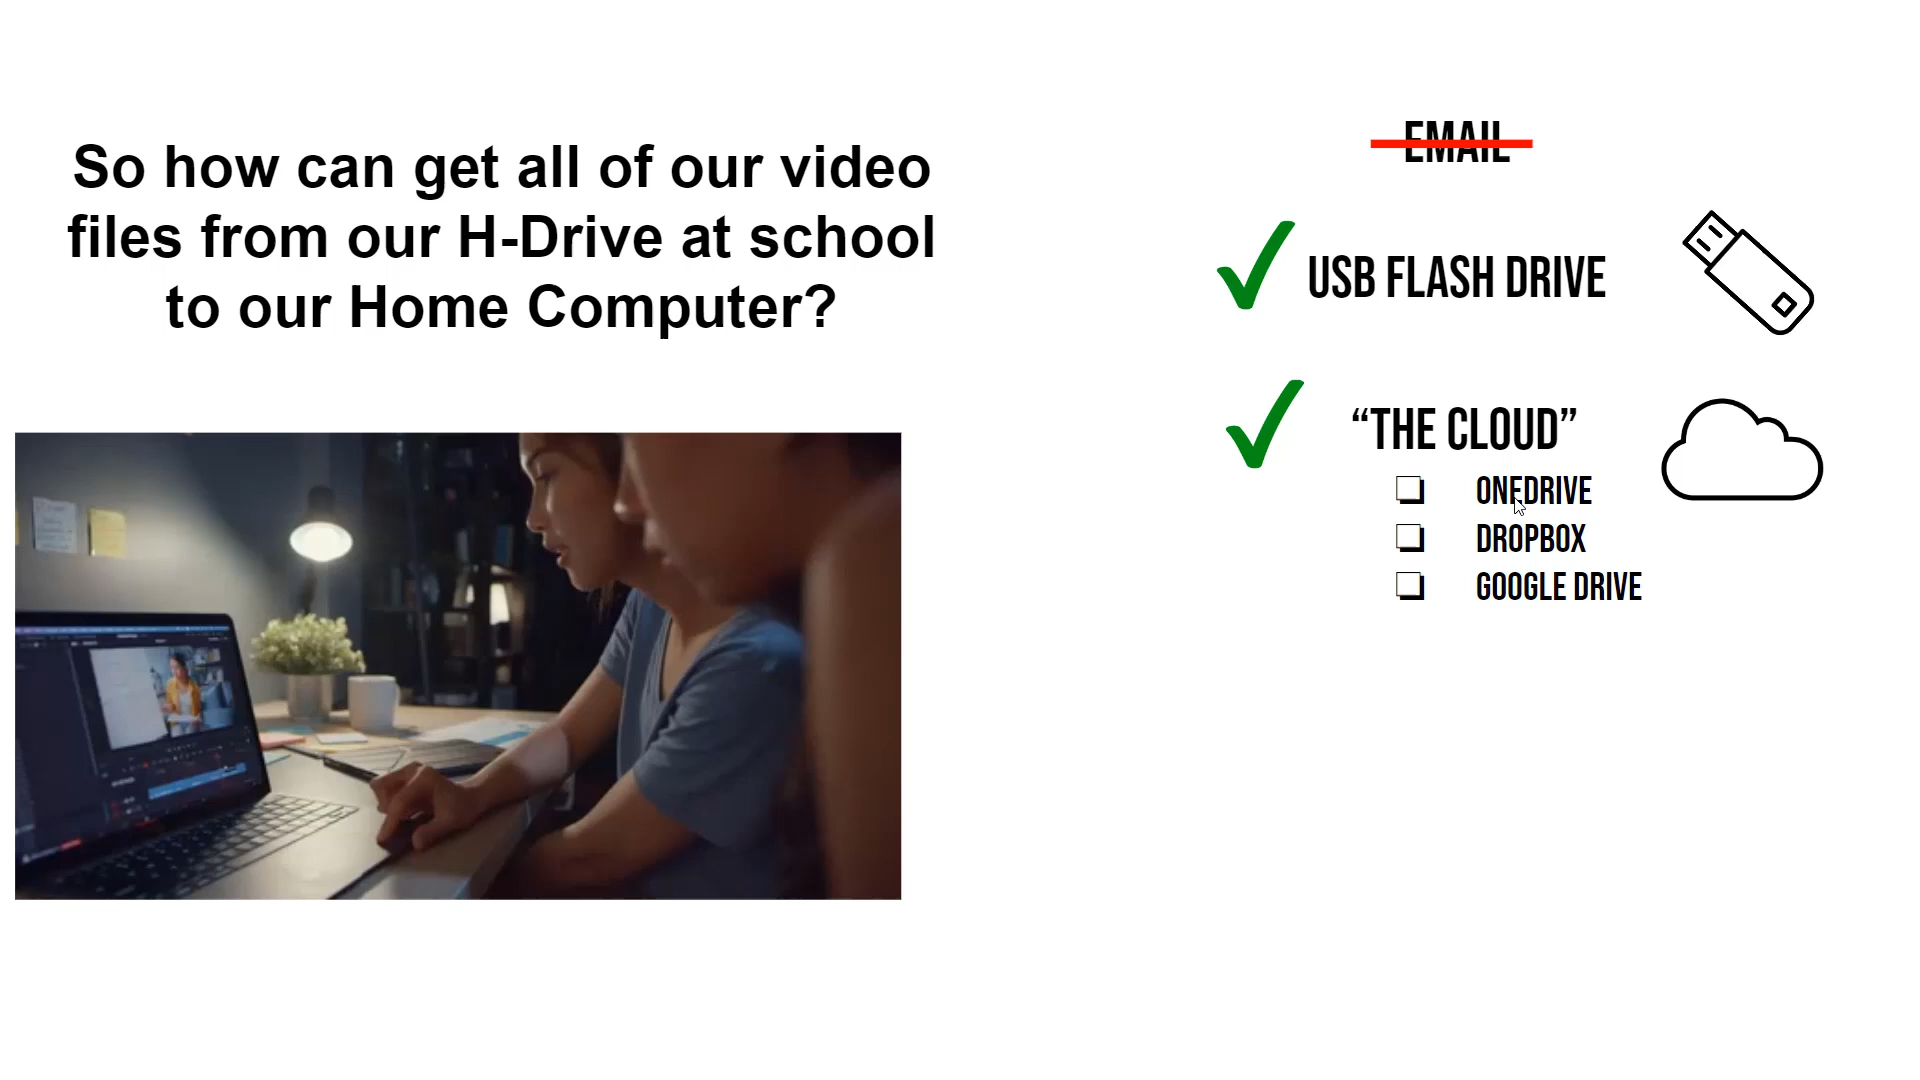 So how can get all of our video
files from our H-Drive at school
to our Home Computer?
EMAIL
USB FLASH DRIVE
“THE CLOUD”
ONEDRIVE
DROPBOX
GOOGLE DRIVE